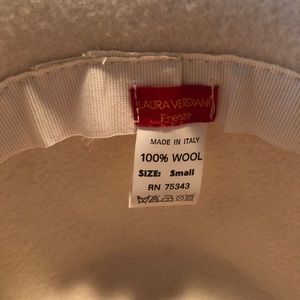 LAURA VERDIANI
Firenze
MADE IN ITALY
100% WOOL
SIZE: Small
RN 75343